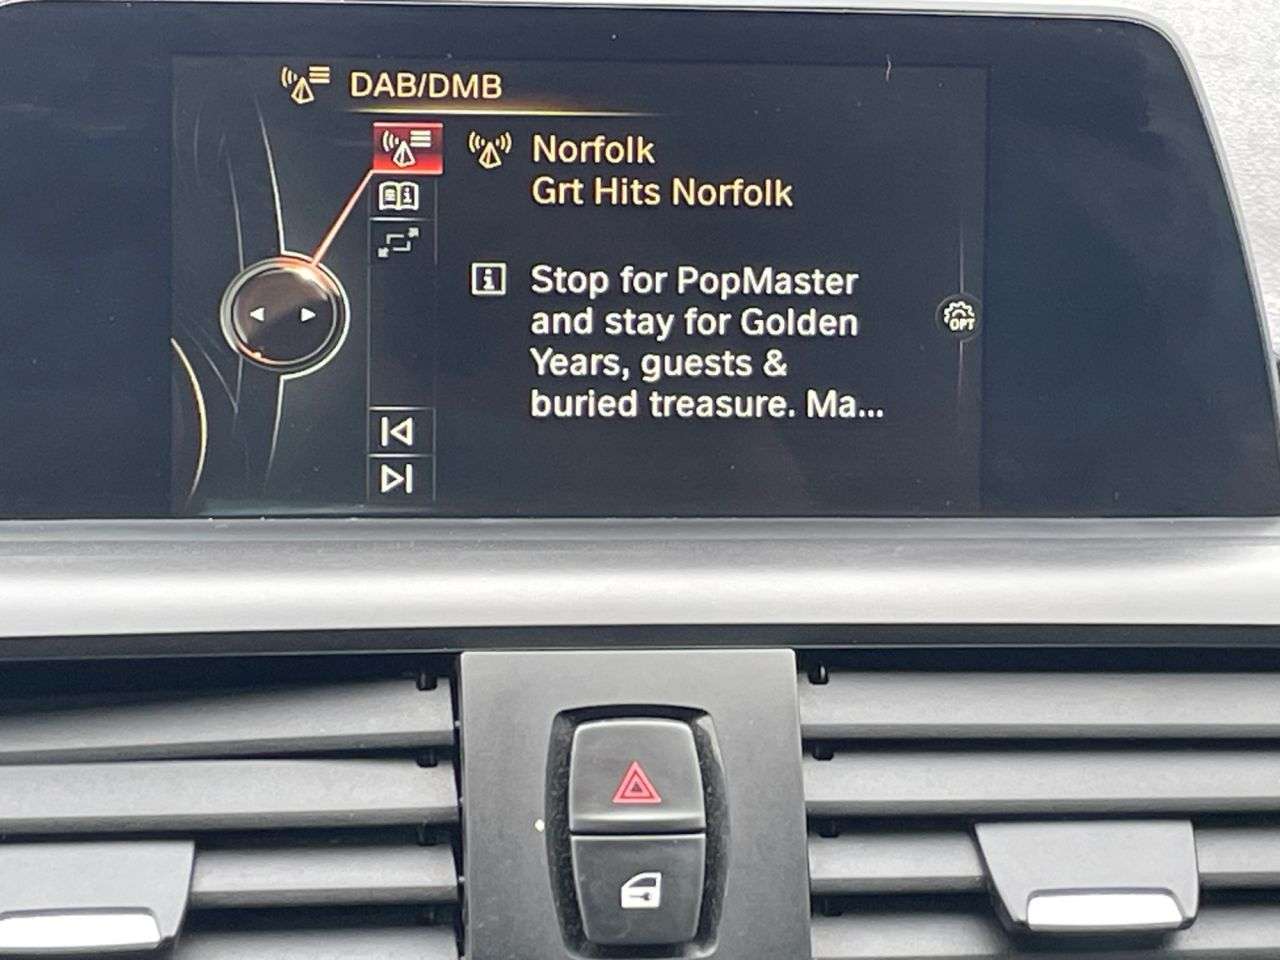 DAB/DMB
Norfolk
Grt Hits Norfolk
Stop for PopMaster
and stay for Golden
Years, guests &
buried treasure. Ma...
OPT